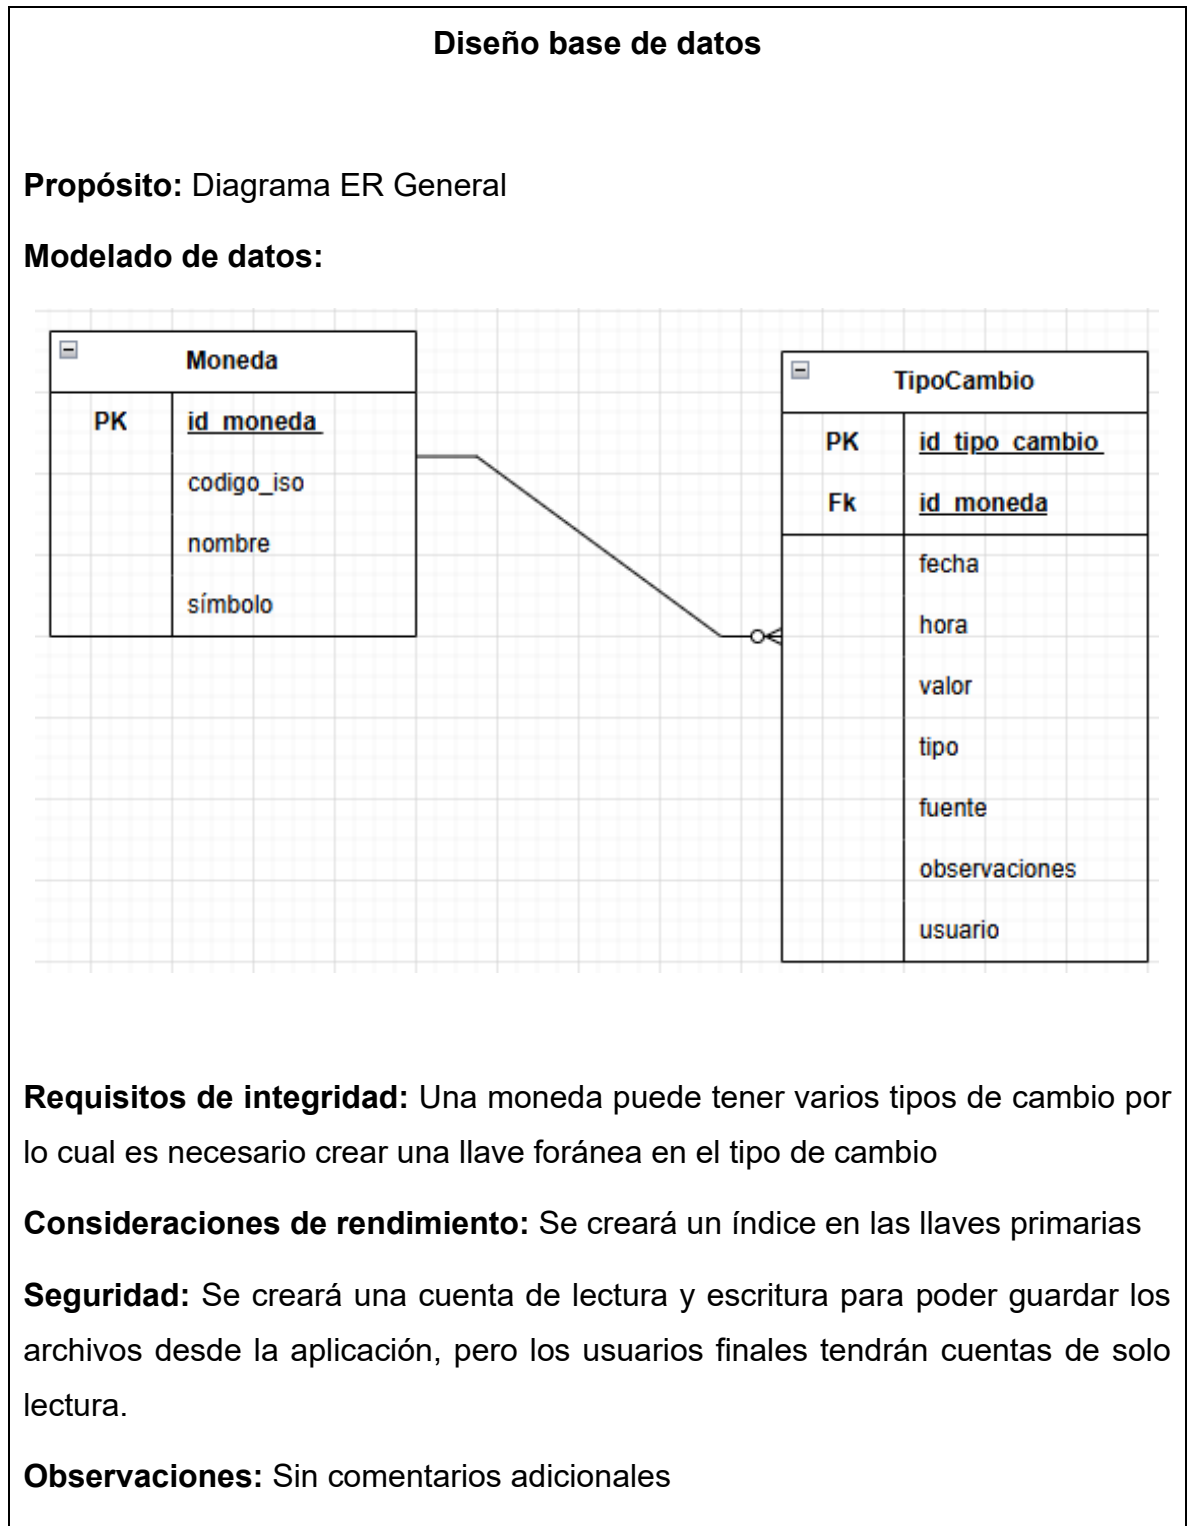 Diseño base de datos
Propósito: Diagrama ER General
Modelado de datos:
Moneda
PK id_moneda
codigo_iso
nombre
símbolo
TipoCambio
PK id_tipo_cambio
Fk id_moneda
fecha
hora
valor
tipo
fuente
observaciones
usuario
Requisitos de integridad: Una moneda puede tener varios tipos de cambio por
lo cual es necesario crear una llave foránea en el tipo de cambio
Consideraciones de rendimiento: Se creará un índice en las llaves primarias
Seguridad: Se creará una cuenta de lectura y escritura para poder guardar los
archivos desde la aplicación, pero los usuarios finales tendrán cuentas de solo
lectura.
Observaciones: Sin comentarios adicionales